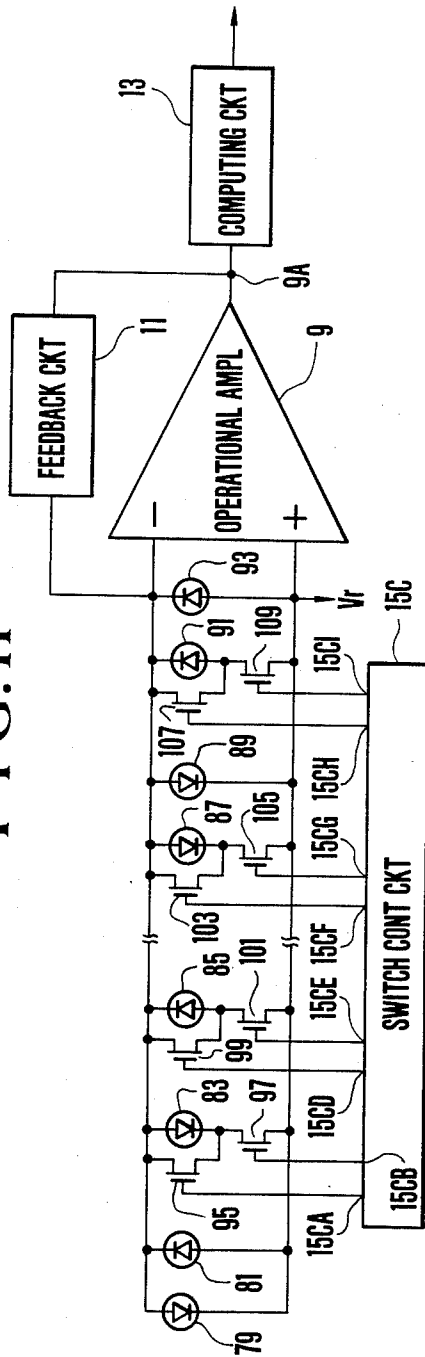 FIG.11
FEEDBACK CKT
11
13
COMPUTING CKT
9A
OPERATIONAL AMPL
−
+
9
93
91
107
109
89
87
103
105
85
99
101
83
95
97
81
79
Vr
15C
15CA
15CB
15CD
15CE
15CF
15CG
15CH
15CI
SWITCH CONT CKT